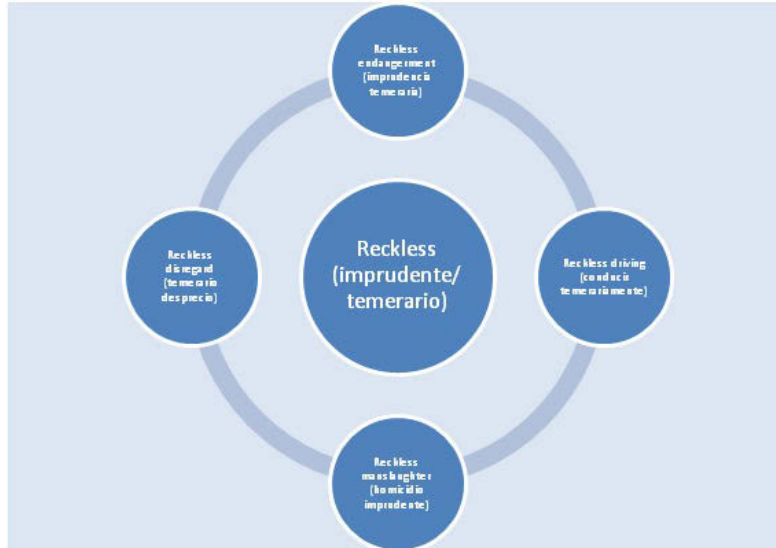 Reckless
endangerment
(imprudencia
temeraria)
Reckless
disregard
(temerario
desprecio)
Reckless
(imprudente/
temerario)
Reckless driving
(conducir
temerariamente)
Reckless
manslaughter
(homicidio
imprudente)